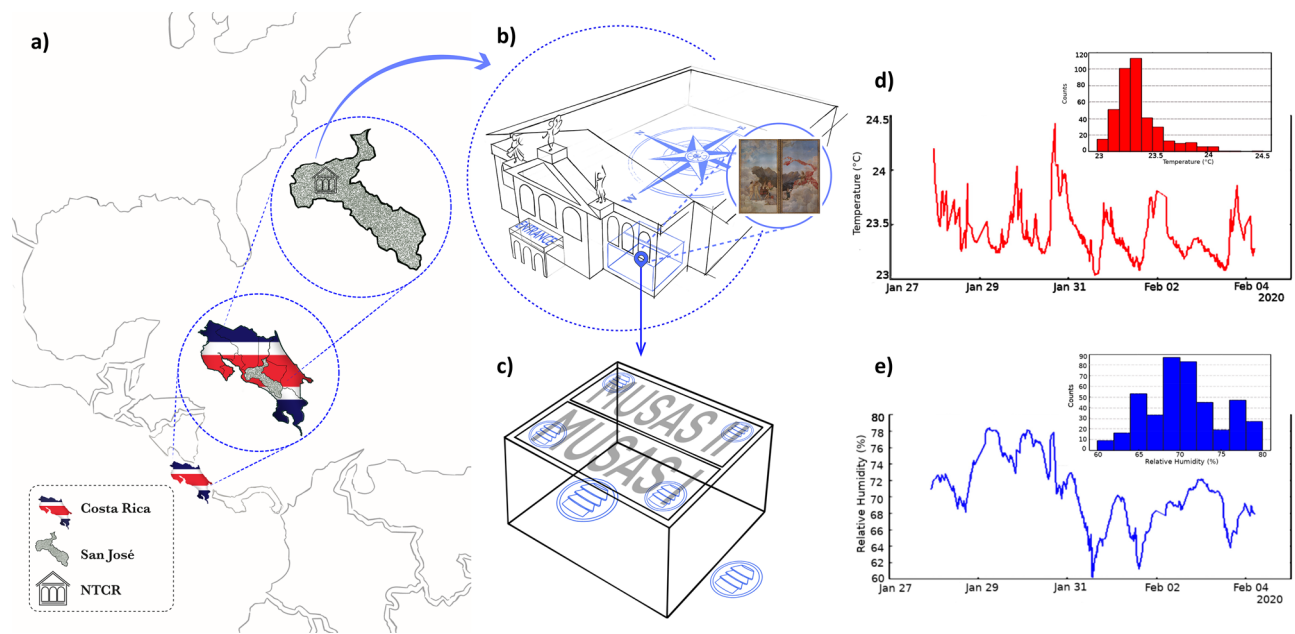 a)
Costa Rica
San José
NTCR
b)
N
E
W
ENTRANCE
c)
MUSAS II
MUSAS I
d)
120
100
80
60
40
20
0
Counts
23
23.5
24
24.5
Temperature (°C)
24.5
24
23.5
23
Temperature (°C)
Jan 27
Jan 29
Jan 31
Feb 02
Feb 04
2020
e)
90
80
70
60
50
40
30
20
10
0
Counts
60
65
70
75
80
Relative Humidity (%)
80
78
76
74
72
70
68
66
64
62
60
Relative Humidity (%)
Jan 27
Jan 29
Jan 31
Feb 02
Feb 04
2020